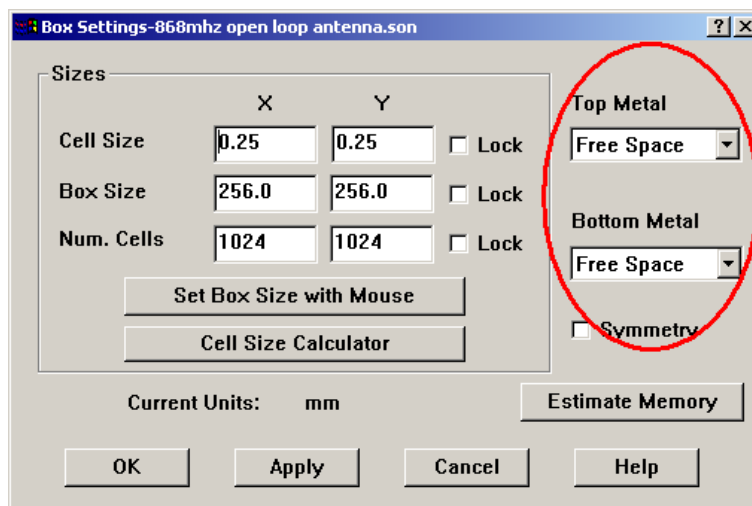 Box Settings-868mhz open loop antenna.son
Sizes
X Y
Cell Size 0.25 0.25 Lock
Box Size 256.0 256.0 Lock
Num. Cells 1024 1024 Lock
Set Box Size with Mouse
Cell Size Calculator
Top Metal
Free Space
Bottom Metal
Free Space
Symmetry
Current Units: mm
Estimate Memory
OK Apply Cancel Help